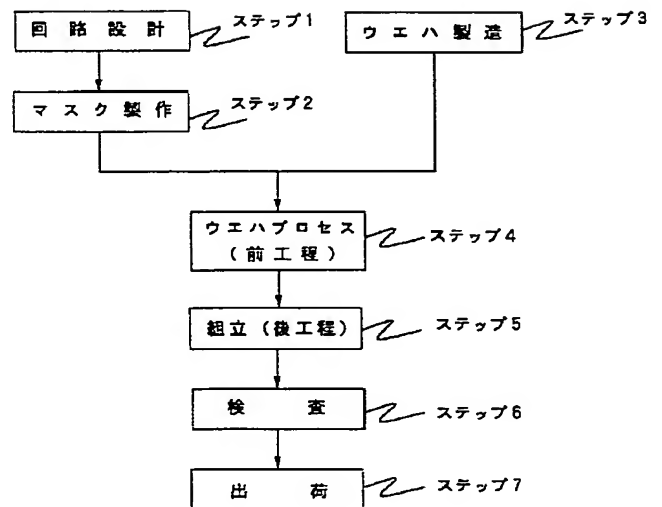 回路設計
ステップ1
ウエハ製造
ステップ3
マスク製作
ステップ2
ウエハプロセス
(前工程)
ステップ4
組立(後工程)
ステップ5
検査
ステップ6
出荷
ステップ7